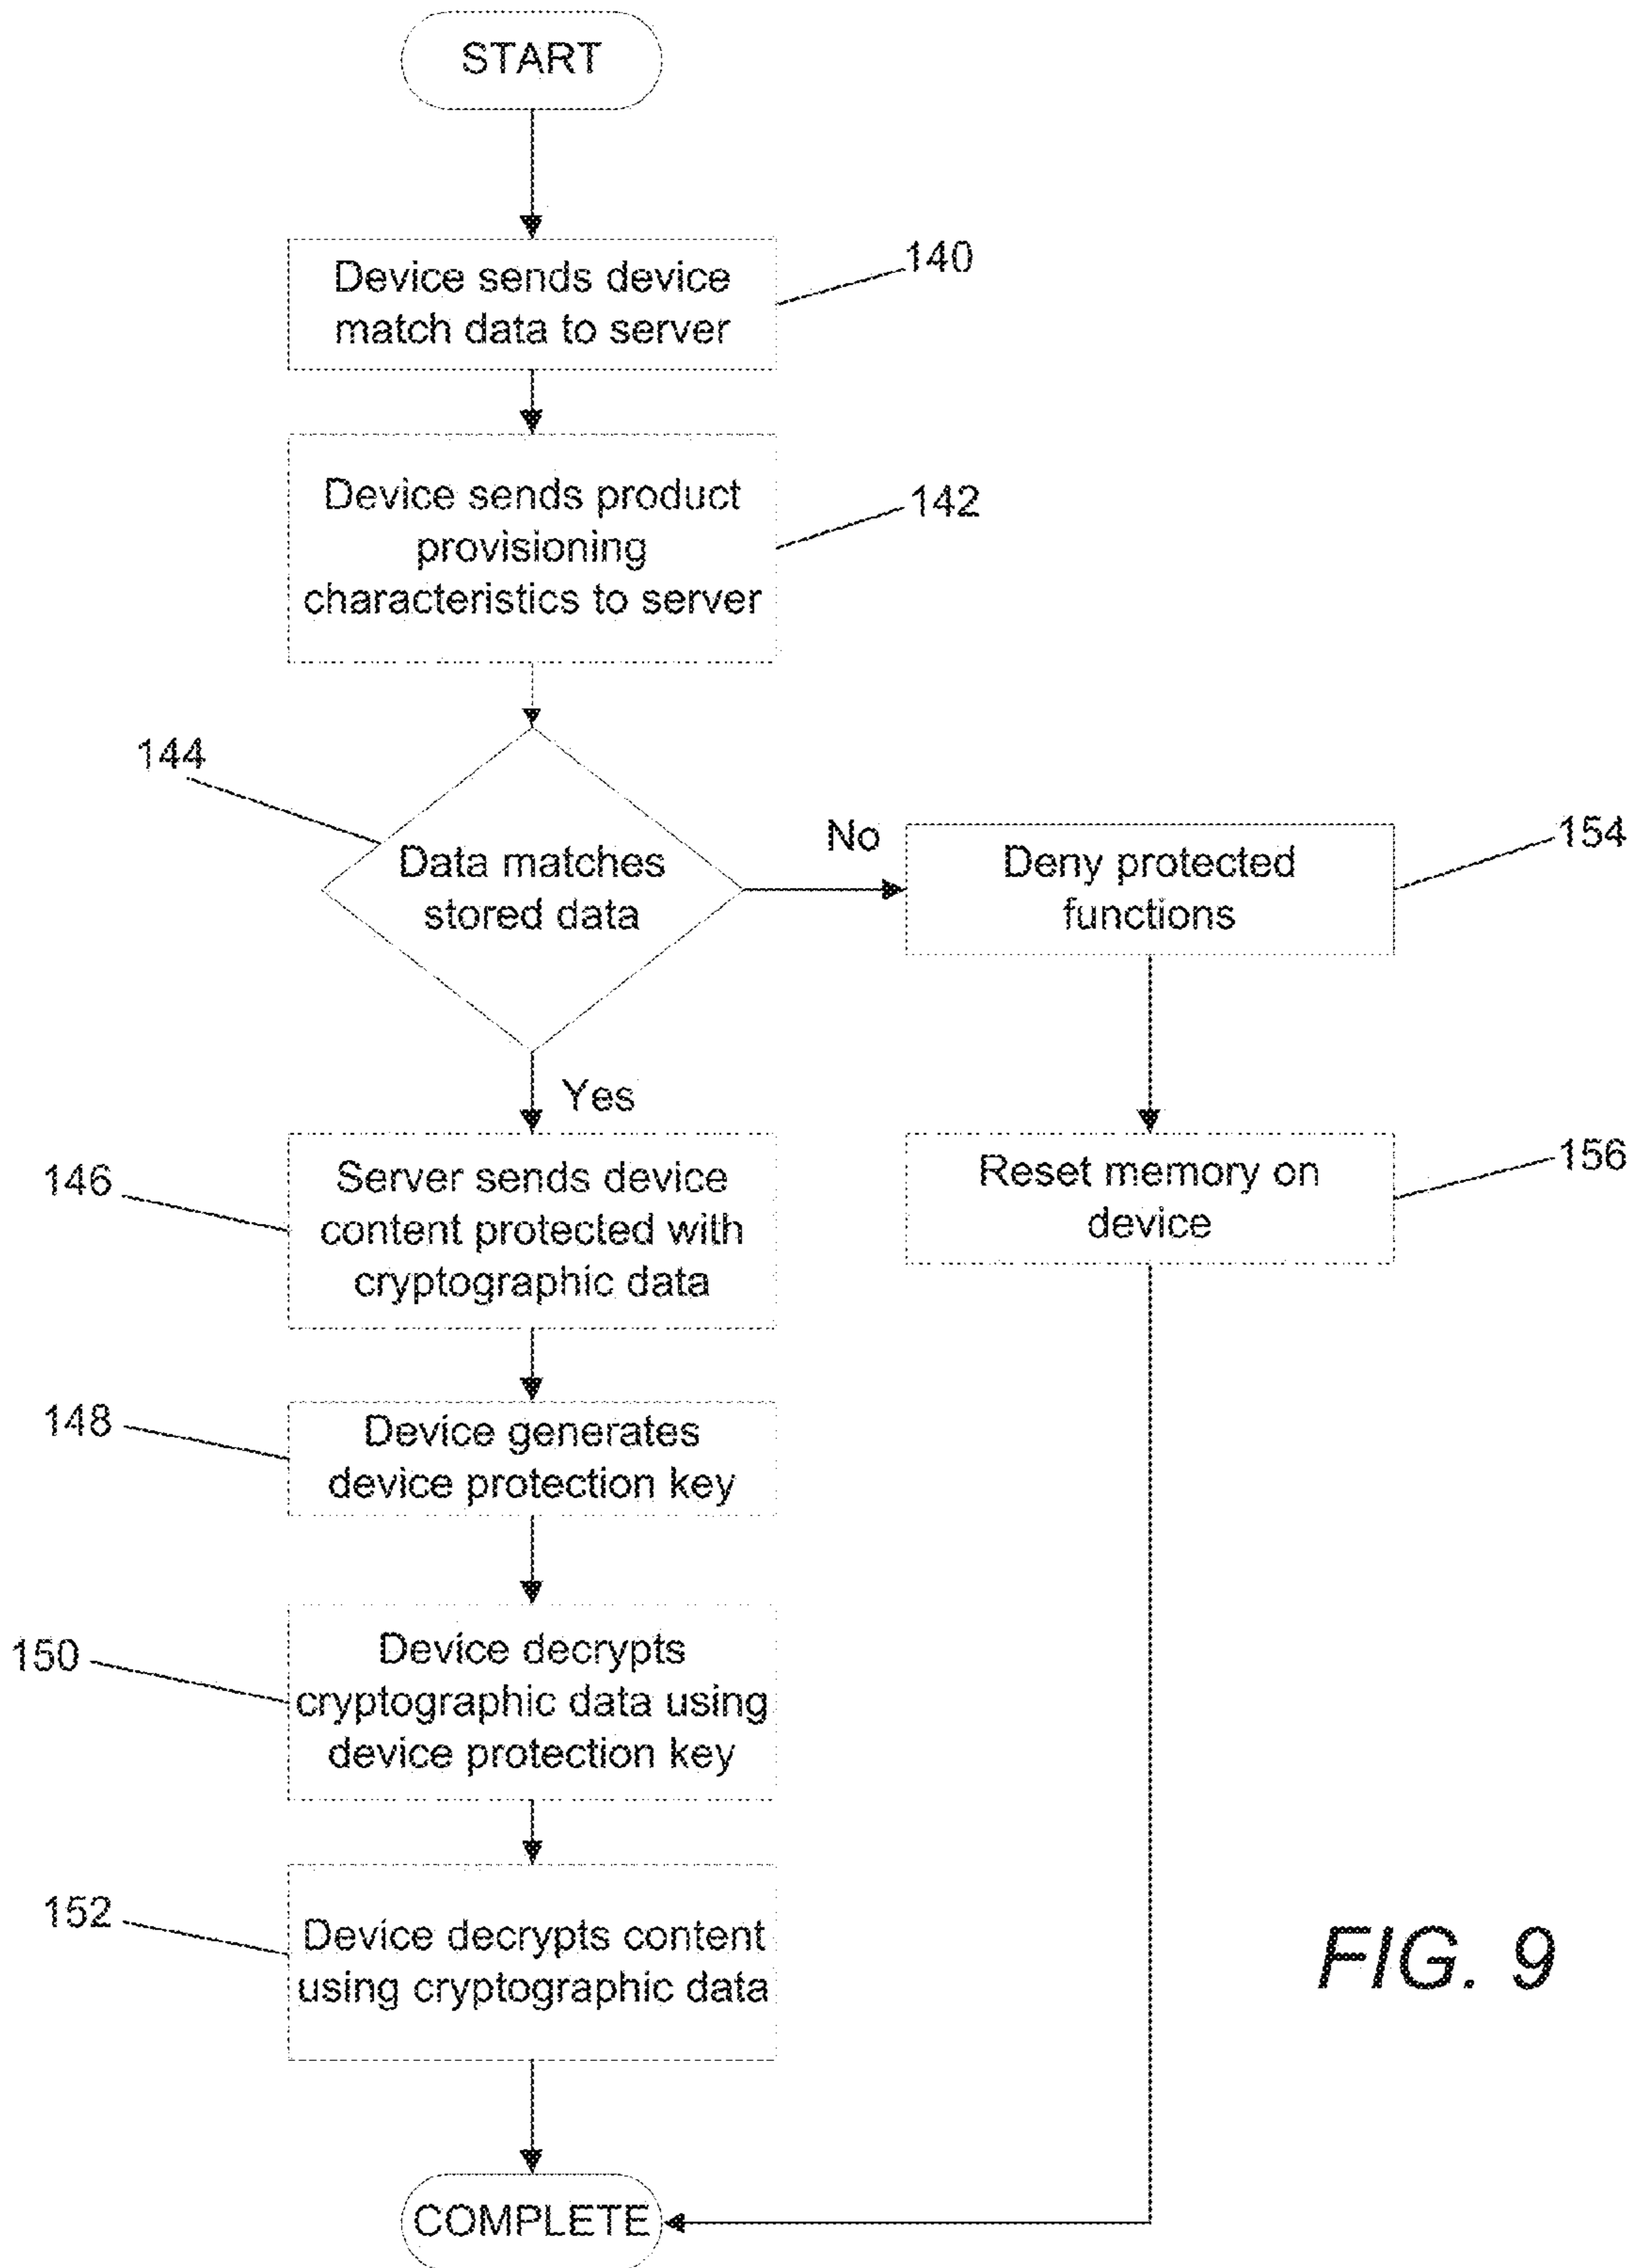 START
Device sends device
match data to server
140
Device sends product
provisioning
characteristics to server
142
144
Data matches
stored data
No
Deny protected
functions
154
Yes
146
Server sends device
content protected with
cryptographic data
Reset memory on
device
156
148
Device generates
device protection key
150
Device decrypts
cryptographic data using
device protection key
152
Device decrypts content
using cryptographic data
FIG. 9
COMPLETE